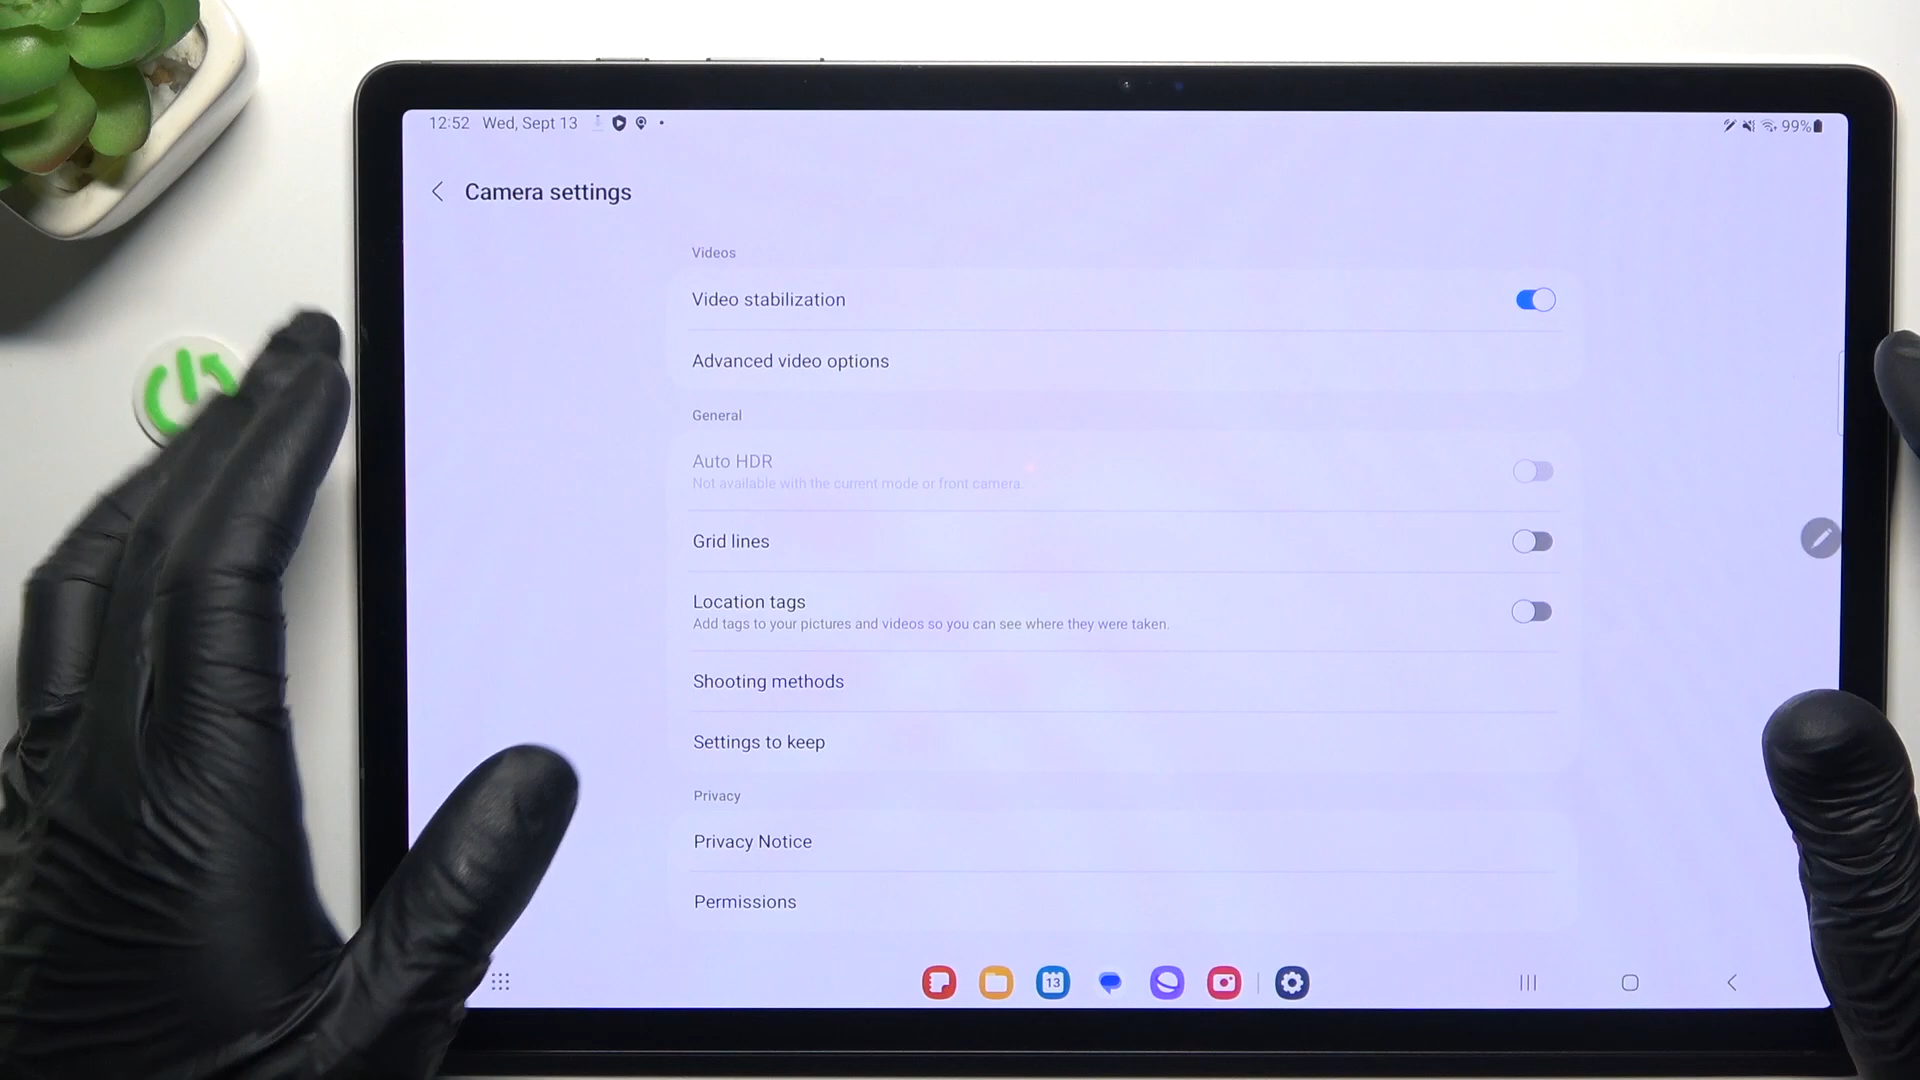 12:52 Wed, Sept 13
99%
Camera settings
Videos
Video stabilization
Advanced video options
General
Auto HDR
Not available with the current mode or front camera.
Grid lines
Location tags
Add tags to your pictures and videos so you can see where they were taken.
Shooting methods
Settings to keep
Privacy
Privacy Notice
Permissions
13